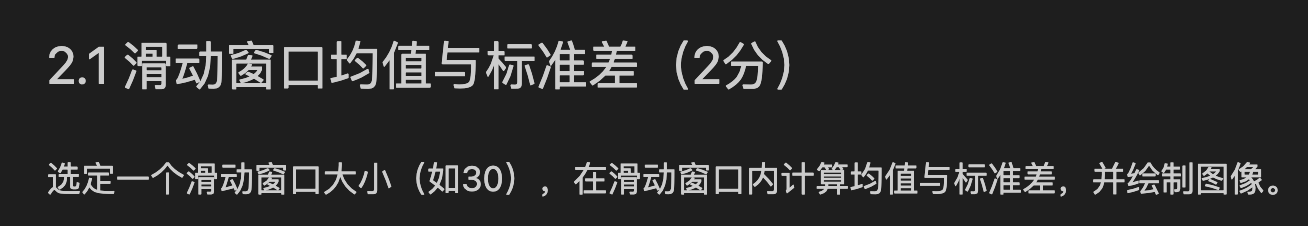 2.1 滑动窗口均值与标准差（2分）
选定一个滑动窗口大小（如30），在滑动窗口内计算均值与标准差，并绘制图像。